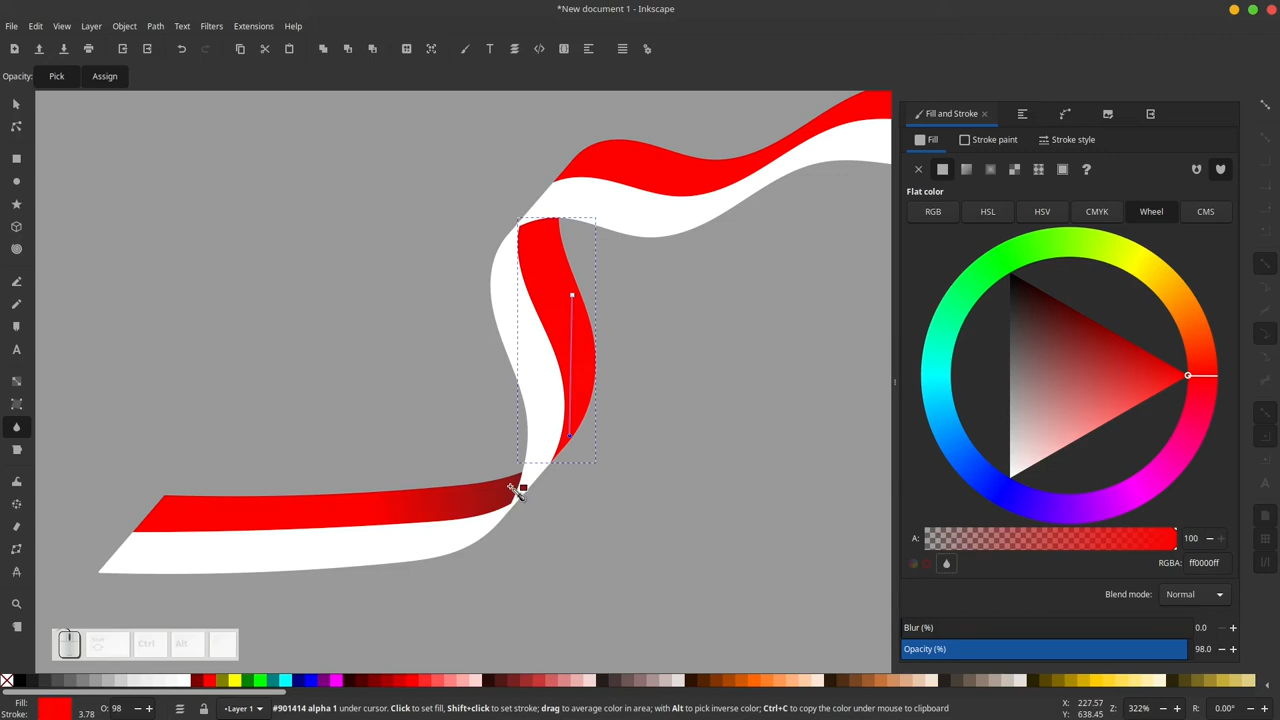 *New document 1 - Inkscape
File Edit View Layer Object Path Text Filters Extensions Help
Opacity: Pick Assign
Fill and Stroke
Fill Stroke paint Stroke style
Flat color
RGB HSL HSV CMYK Wheel CMS
A: 100
RGBA: ff0000ff
Blend mode: Normal
Blur (%) 0.0
Opacity (%) 98.0
Ctrl Alt
Fill:
Stroke: 3.78
O: 98
Layer 1
#901414 alpha 1 under cursor. Click to set fill, Shift+click to set stroke; drag to average color in area; with Alt to pick inverse color; Ctrl+C to copy the color under mouse to clipboard
X: 227.57
Y: 638.45
Z: 322%
R: 0.00°